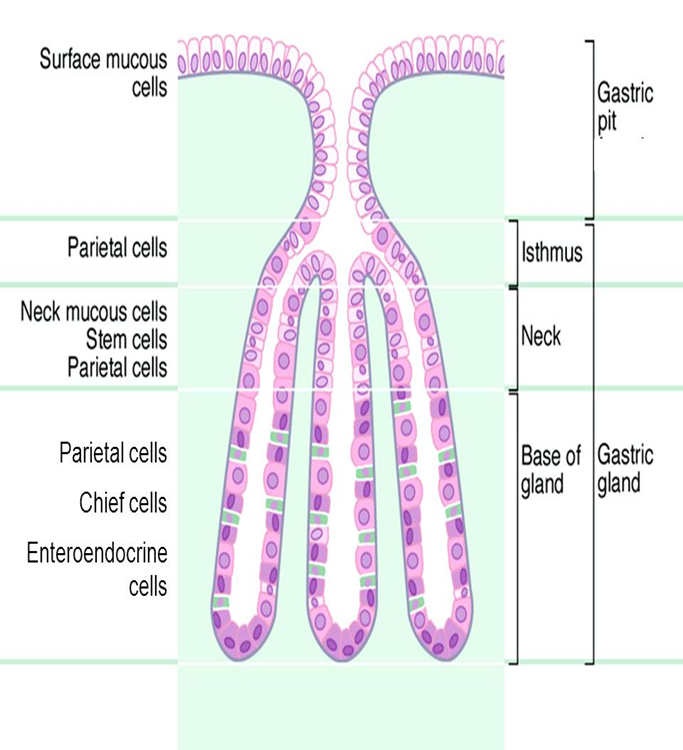 Surface mucous
cells
Gastric
pit
Parietal cells
Isthmus
Neck mucous cells
Stem cells
Parietal cells
Neck
Parietal cells
Chief cells
Enteroendocrine
cells
Base of
gland
Gastric
gland